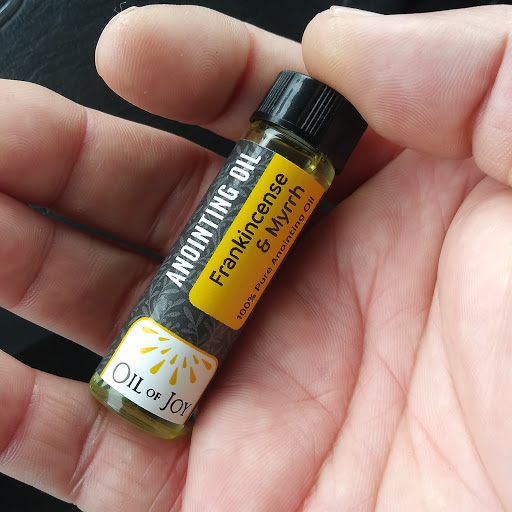 ANOINTING OIL
Frankincense
& Myrrh
100% Pure Anointing Oil
OIL OF JOY